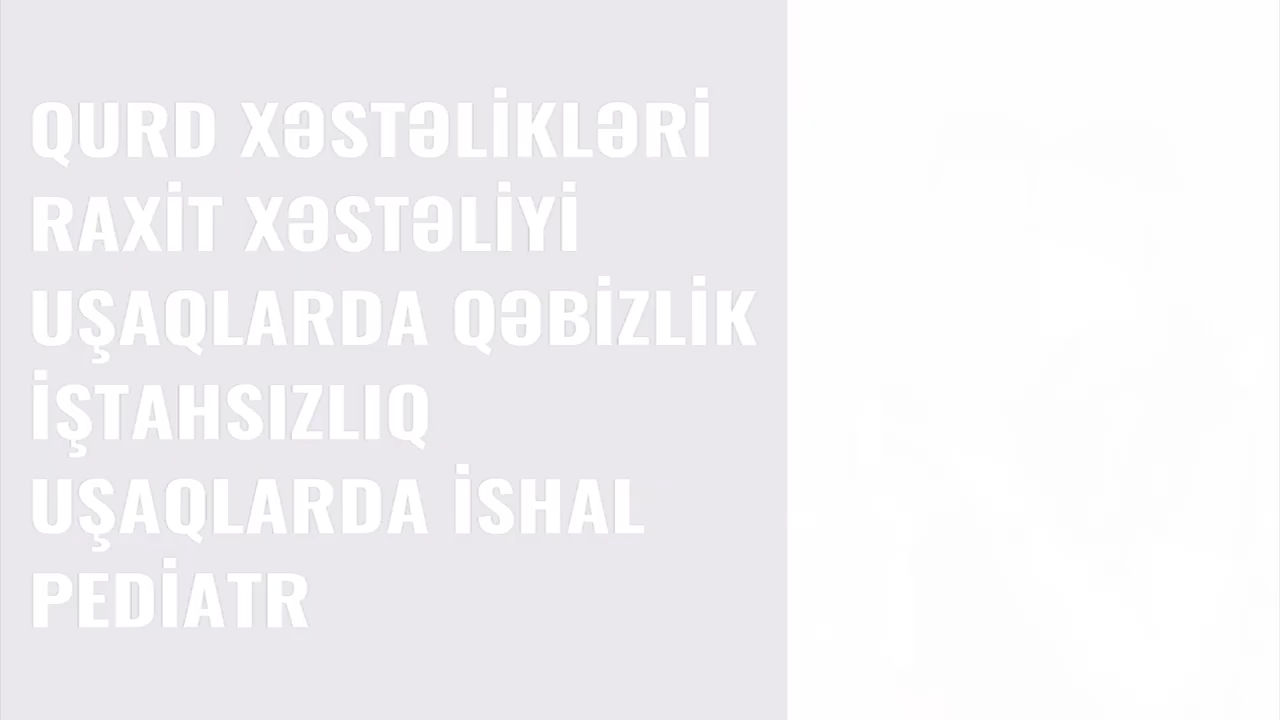 QURD XƏSTƏLİKLƏRİ
RAXİT XƏSTƏLİYİ
UŞAQLARDA QƏBİZLİK
İŞTAHSIZLIQ
UŞAQLARDA İSHAL
PEDİATR